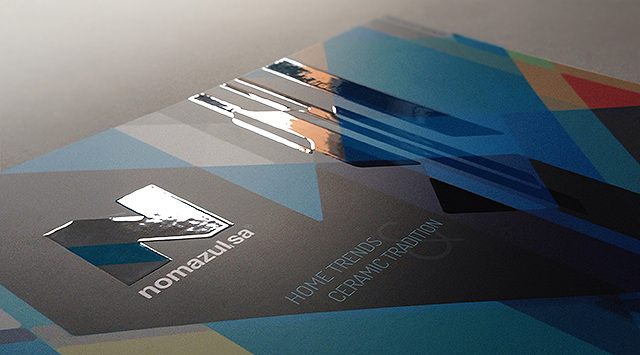 nomazul.sa
HOME TRENDS
&
CERAMIC TRADITION